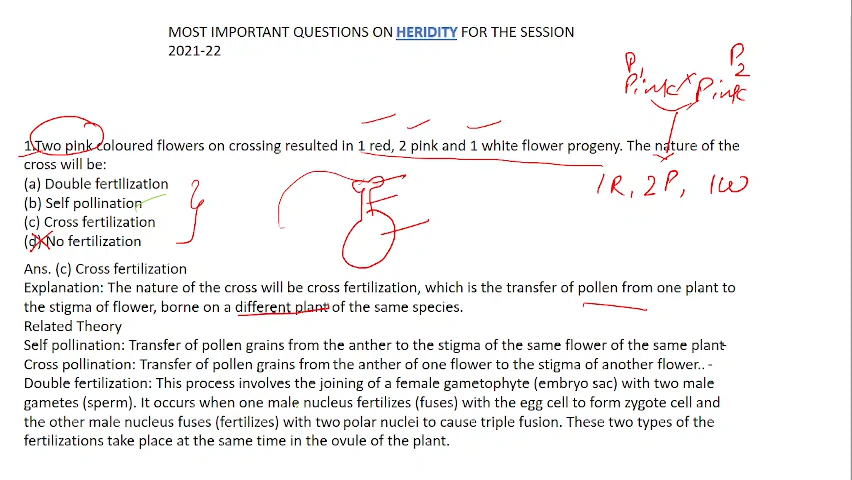 MOST IMPORTANT QUESTIONS ON HERIDITY FOR THE SESSION
2021-22
P1 P2
Pink x Pink
1.Two pink coloured flowers on crossing resulted in 1 red, 2 pink and 1 white flower progeny. The nature of the
cross will be:
(a) Double fertilization
1R, 2P, 1W
(b) Self pollination
(c) Cross fertilization
(d) No fertilization
Ans. (c) Cross fertilization
Explanation: The nature of the cross will be cross fertilization, which is the transfer of pollen from one plant to
the stigma of flower, borne on a different plant of the same species.
Related Theory
Self pollination: Transfer of pollen grains from the anther to the stigma of the same flower of the same plant
Cross pollination: Transfer of pollen grains from the anther of one flower to the stigma of another flower.. -
Double fertilization: This process involves the joining of a female gametophyte (embryo sac) with two male
gametes (sperm). It occurs when one male nucleus fertilizes (fuses) with the egg cell to form zygote cell and
the other male nucleus fuses (fertilizes) with two polar nuclei to cause triple fusion. These two types of the
fertilizations take place at the same time in the ovule of the plant.